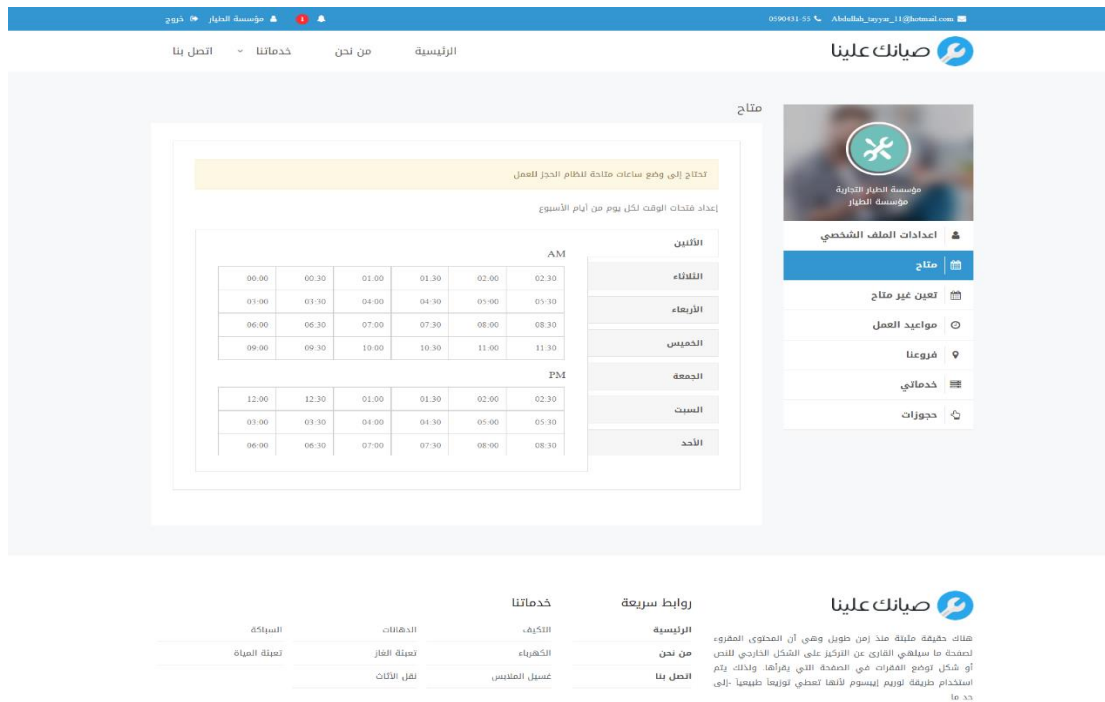 Abdullah_tayyar_11@hotmail.com 0590431-55
1 مؤسسة الطيار خروج
صيانك علينا
الرئيسية من نحن خدماتنا اتصل بنا
مؤسسة الطيار التجارية
مؤسسة الطيار
اعدادات الملف الشخصي
متاح
تعين غير متاح
مواعيد العمل
فروعنا
خدماتي
حجوزات
متاح
تحتاج إلى وضع ساعات متاحة لنظام الحجز للعمل
إعداد فتحات الوقت لكل يوم من أيام الأسبوع
الأثنين
الثلاثاء
الأربعاء
الخميس
الجمعة
السبت
الأحد
AM
00:00 00:30 01:00 01:30 02:00 02:30
03:00 03:30 04:00 04:30 05:00 05:30
06:00 06:30 07:00 07:30 08:00 08:30
09:00 09:30 10:00 10:30 11:00 11:30
PM
12:00 12:30 01:00 01:30 02:00 02:30
03:00 03:30 04:00 04:30 05:00 05:30
06:00 06:30 07:00 07:30 08:00 08:30
صيانك علينا
هناك حقيقة مثبتة منذ زمن طويل وهي أن المحتوى المقروء
لصفحة ما سيلهي القارئ عن التركيز على الشكل الخارجي للنص
أو شكل توضع الفقرات في الصفحة التي يقرأها. ولذلك يتم
استخدام طريقة لوريم إيبسوم لأنها تعطي توزيعاَ طبيعياَ -إلى
حد ما
روابط سريعة
الرئيسية
من نحن
اتصل بنا
خدماتنا
التكيف الدهانات السباكة
الكهرباء تعبئة الغاز تعبئة المياة
غسيل الملابس نقل الأثاث